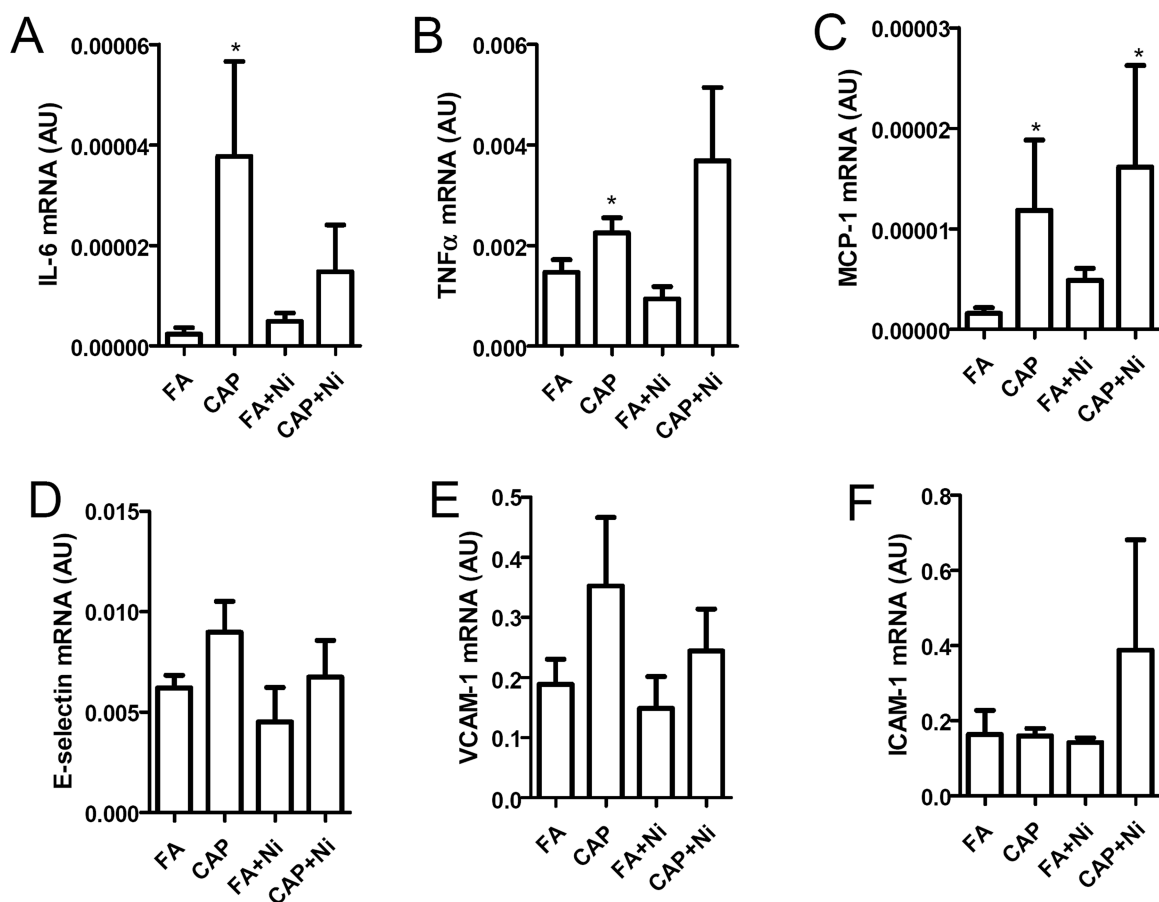 A
IL-6 mRNA (AU)
0.00006
0.00004
0.00002
0.00000
*
FA
CAP
FA+Ni
CAP+Ni
B
TNFα mRNA (AU)
0.006
0.004
0.002
0.000
*
FA
CAP
FA+Ni
CAP+Ni
C
MCP-1 mRNA (AU)
0.00003
0.00002
0.00001
0.00000
*
*
FA
CAP
FA+Ni
CAP+Ni
D
E-selectin mRNA (AU)
0.015
0.010
0.005
0.000
FA
CAP
FA+Ni
CAP+Ni
E
VCAM-1 mRNA (AU)
0.5
0.4
0.3
0.2
0.1
0.0
FA
CAP
FA+Ni
CAP+Ni
F
ICAM-1 mRNA (AU)
0.8
0.6
0.4
0.2
0.0
FA
CAP
FA+Ni
CAP+Ni